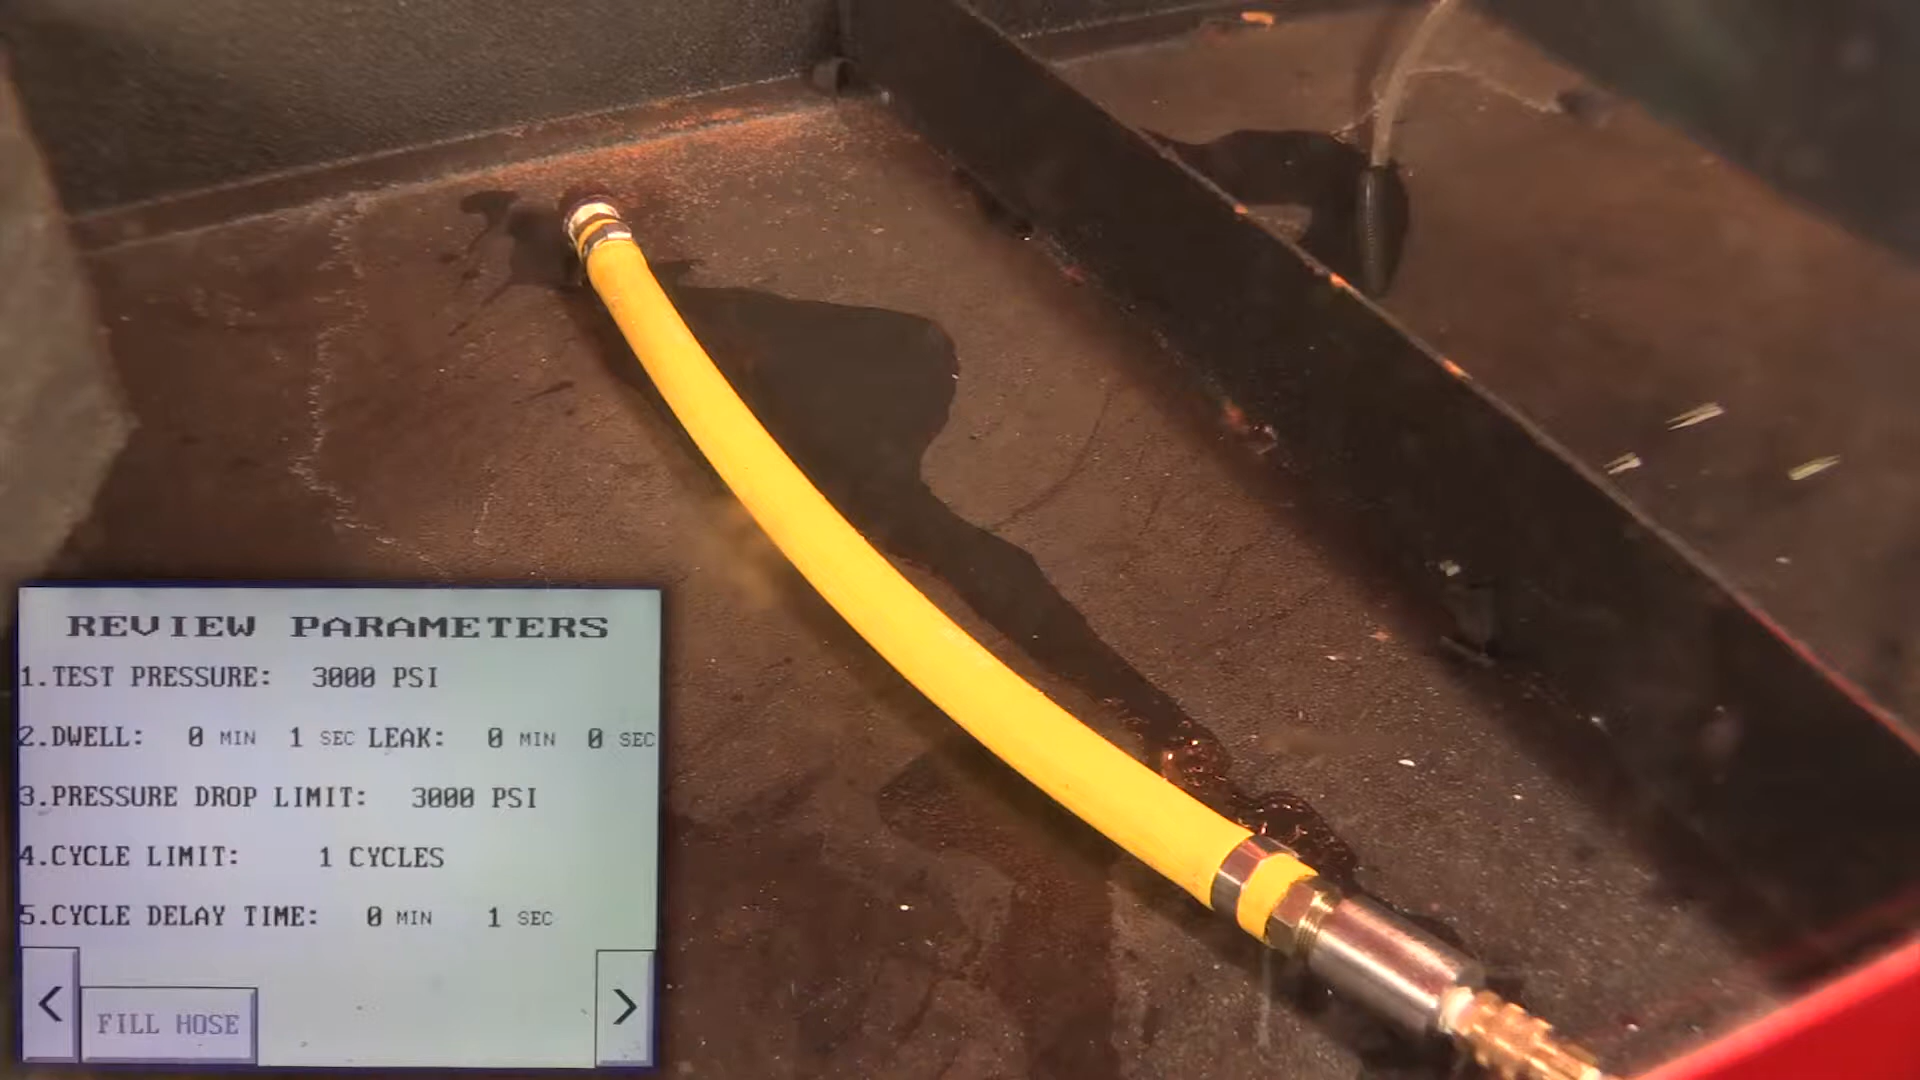 REVIEW PARAMETERS
1.TEST PRESSURE: 3000 PSI
2.DWELL: 0 MIN 1 SEC LEAK: 0 MIN 0 SEC
3.PRESSURE DROP LIMIT: 3000 PSI
4.CYCLE LIMIT: 1 CYCLES
5.CYCLE DELAY TIME: 0 MIN 1 SEC
<
FILL HOSE
>